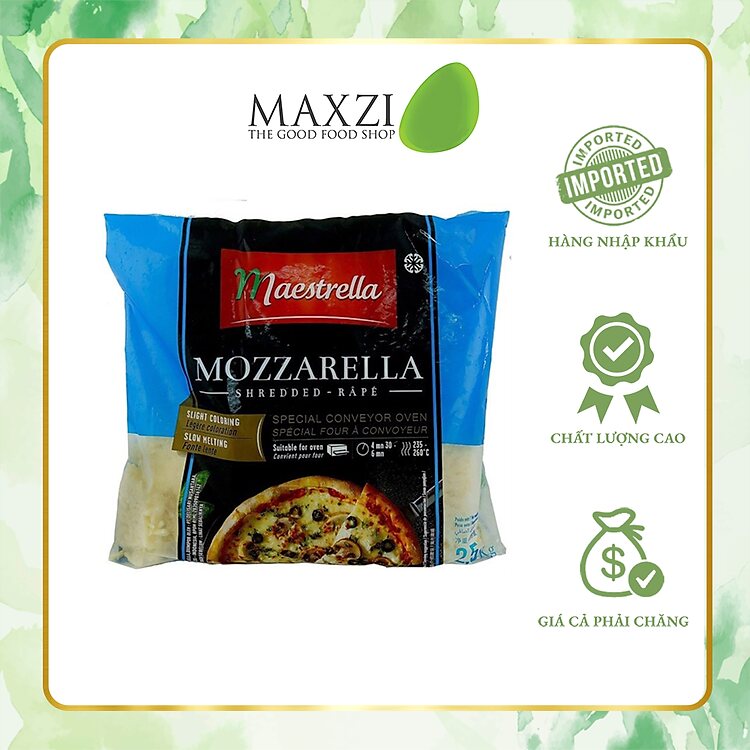 MAXZI
THE GOOD FOOD SHOP
IMPORTED
IMPORTED
IMPORTED
HÀNG NHẬP KHẨU
Maestrella
MOZZARELLA
SHREDDED - RÂPÉ
SLIGHT COLORING
Légère coloration
SLOW MELTING
Fonte lente
SPECIAL CONVEYOR OVEN
SPÉCIAL FOUR À CONVOYEUR
Suitable for oven
Convient pour four
4 mn 30 -
6 mn
235 -
260°C
CHẤT LƯỢNG CAO
$
GIÁ CẢ PHẢI CHĂNG